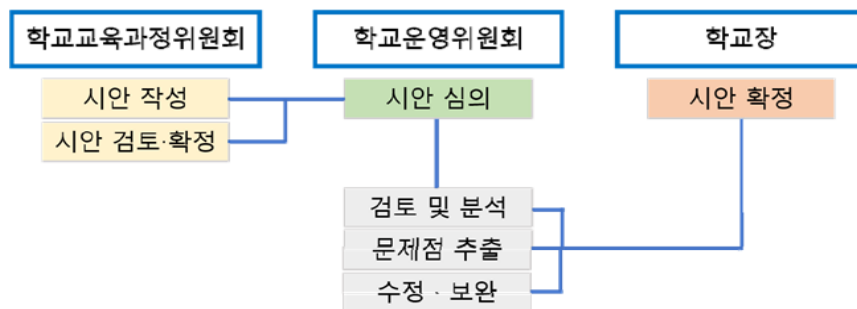 학교교육과정위원회 학교운영위원회 학교장
시안 작성 시안 심의 시안 확정
시안 검토·확정
검토 및 분석
문제점 추출
수정 · 보완